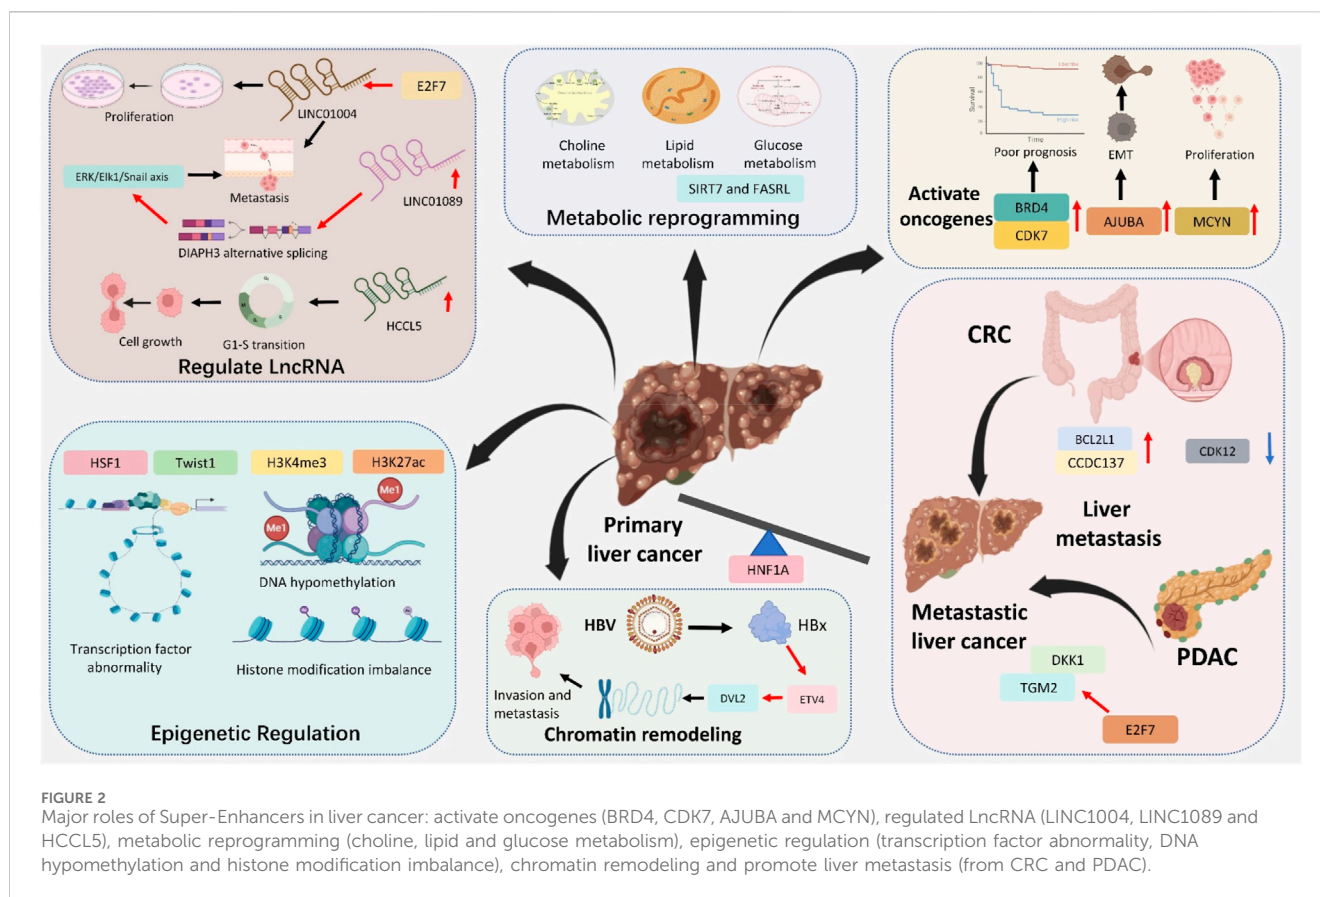 E2F7
LINC01004
Proliferation
ERK/Elk1/Snail axis
Metastasis
LINC01089
DIAPH3 alternative splicing
HCCL5
Cell growth
G1-S transition
Regulate LncRNA
Choline
metabolism
Lipid
metabolism
Glucose
metabolism
SIRT7 and FASRL
Metabolic reprogramming
Survival
Time
Poor prognosis
EMT
Proliferation
Activate
oncogenes
BRD4
CDK7
AJUBA
MCYN
CRC
BCL2L1
CCDC137
CDK12
Liver
metastasis
Metastastic
liver cancer
PDAC
DKK1
TGM2
E2F7
Primary
liver cancer
HNF1A
HSF1
Twist1
H3K4me3
H3K27ac
Me1
Me1
DNA hypomethylation
Transcription factor
abnormality
Histone modification imbalance
Epigenetic Regulation
HBV
HBx
Invasion and
metastasis
DVL2
ETV4
Chromatin remodeling
FIGURE 2
Major roles of Super-Enhancers in liver cancer: activate oncogenes (BRD4, CDK7, AJUBA and MCYN), regulated LncRNA (LINC1004, LINC1089 and
HCCL5), metabolic reprogramming (choline, lipid and glucose metabolism), epigenetic regulation (transcription factor abnormality, DNA
hypomethylation and histone modification imbalance), chromatin remodeling and promote liver metastasis (from CRC and PDAC).